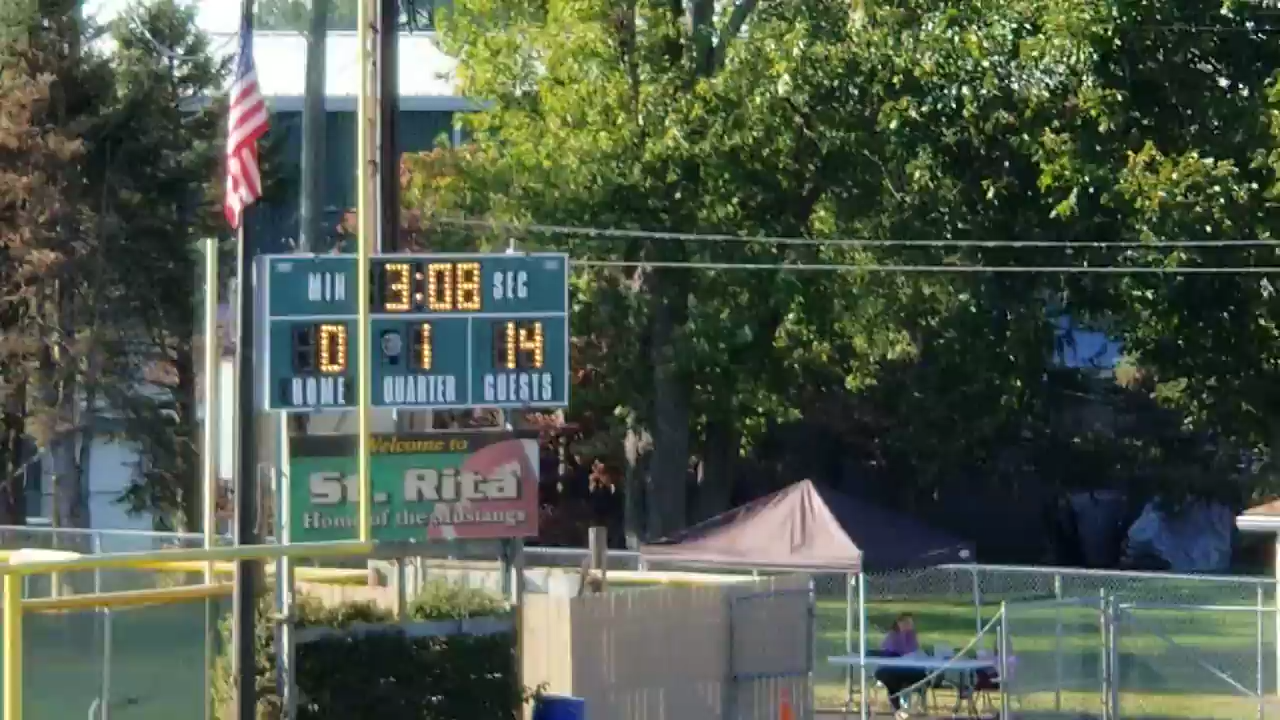 MIN 3:08 SEC
0 1 14
HOME QUARTER GUESTS
Welcome to
St. Rita
Home of the Mustangs